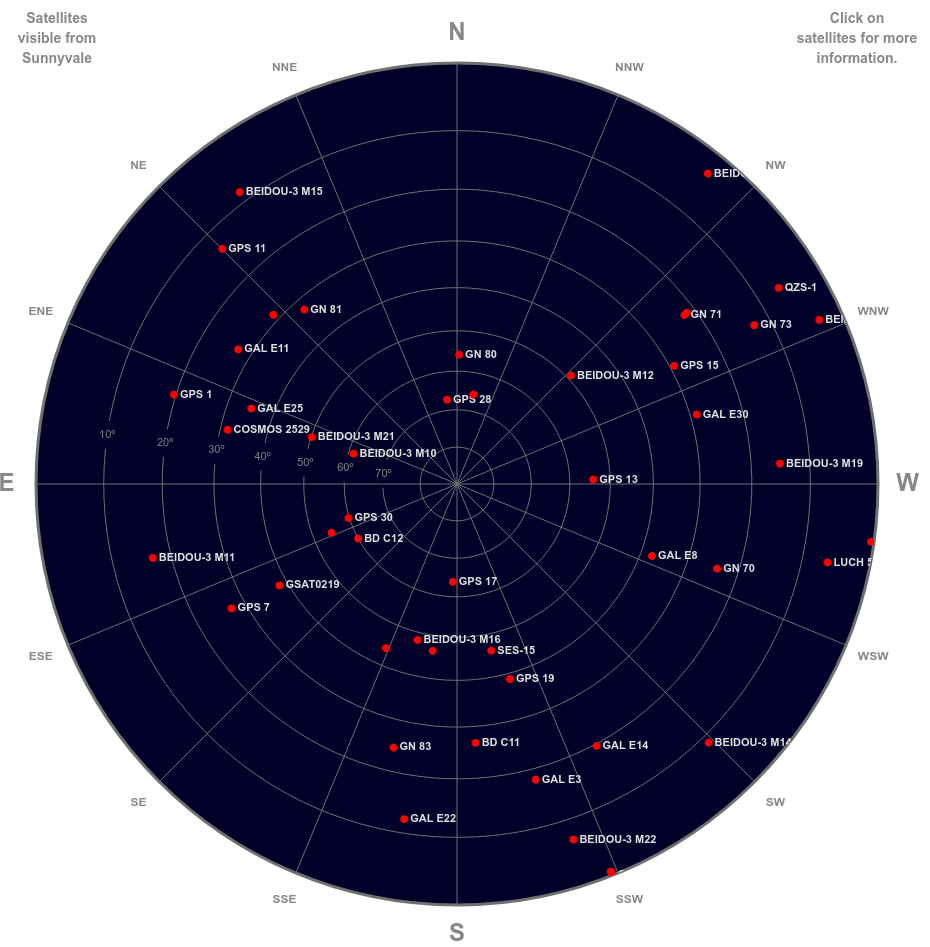 Satellites
visible from
Sunnyvale
N
Click on
satellites for more
information.
NNE
NNW
NE
NW
BEIDOU-3 M15
BEID
GPS 11
QZS-1
ENE
GN 81
GN 71
GN 73
BEI
WNW
GAL E11
GN 80
GPS 15
BEIDOU-3 M12
GPS 1
GPS 28
GAL E25
GAL E30
COSMOS 2529
10º
20º
30º
40º
50º
60º
70º
BEIDOU-3 M21
BEIDOU-3 M10
BEIDOU-3 M19
E
GPS 13
W
GPS 30
BD C12
BEIDOU-3 M11
GAL E8
LUCH 5
GN 70
GSAT0219
GPS 17
GPS 7
ESE
BEIDOU-3 M16
SES-15
WSW
GPS 19
GN 83
BD C11
GAL E14
BEIDOU-3 M14
GAL E3
SE
SW
GAL E22
BEIDOU-3 M22
SSE
SSW
S